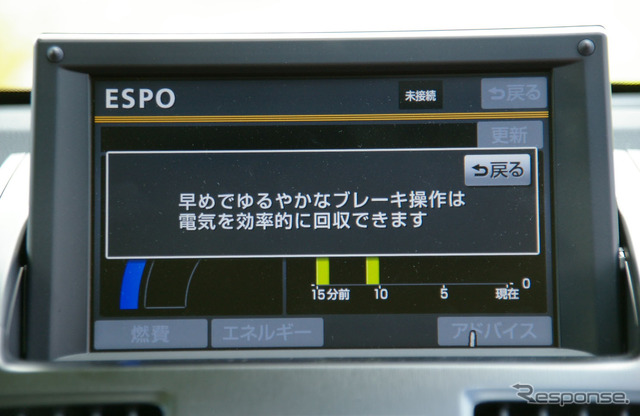 ESPO
未接続
戻る
更新
戻る
早めでゆるやかなブレーキ操作は
電気を効率的に回収できます
0
15分前 10 5 現在
燃費 エネルギー アドバイス
Response.